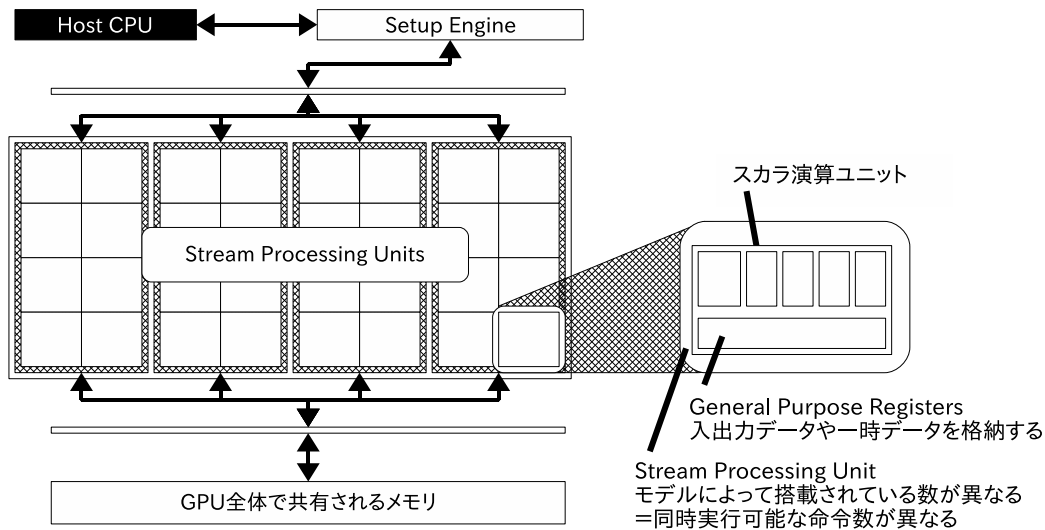 Host CPU
Setup Engine
Stream Processing Units
スカラ演算ユニット
General Purpose Registers
入出力データや一時データを格納する
Stream Processing Unit
モデルによって搭載されている数が異なる
=同時実行可能な命令数が異なる
GPU全体で共有されるメモリ